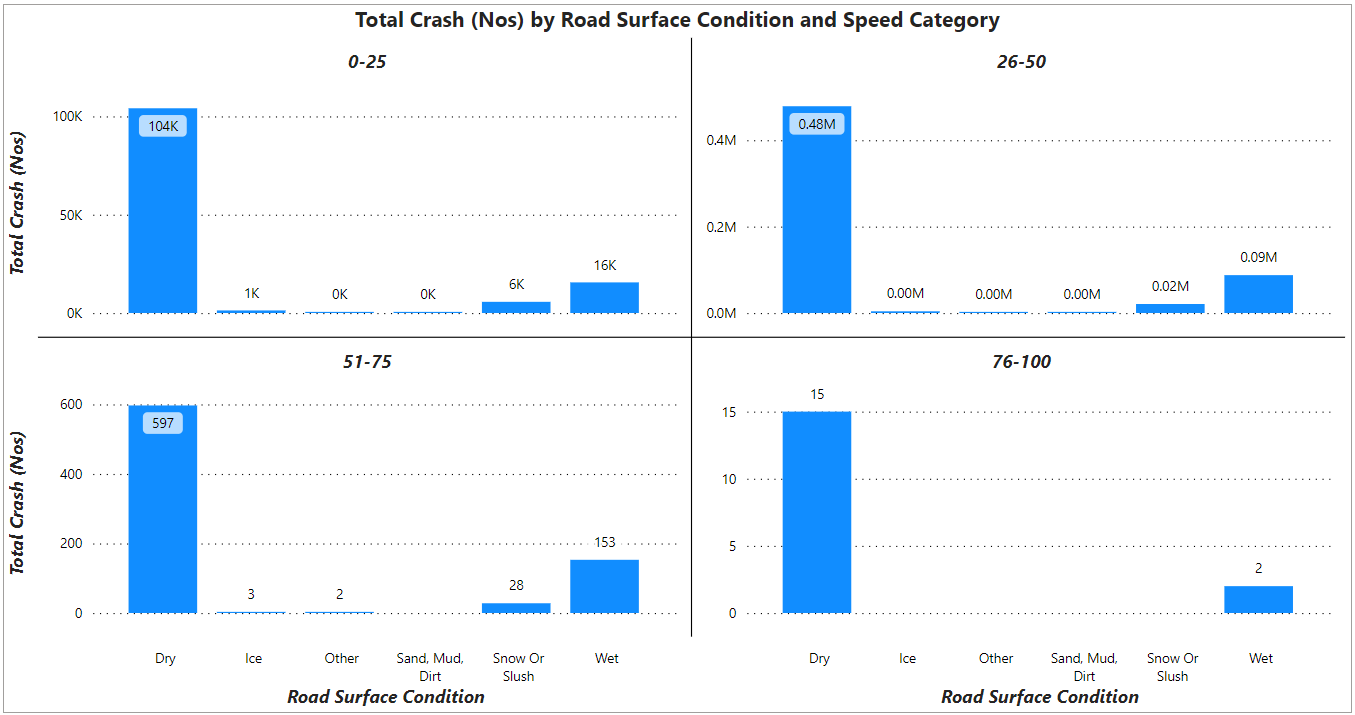 Total Crash (Nos) by Road Surface Condition and Speed Category
0-25
Total Crash (Nos)
100K
50K
0K
104K
1K
0K
0K
6K
16K
26-50
0.4M
0.2M
0.0M
0.48M
0.00M
0.00M
0.00M
0.02M
0.09M
51-75
Total Crash (Nos)
600
400
200
0
597
3
2
28
153
76-100
15
10
5
0
15
2
Dry
Ice
Other
Sand, Mud,
Dirt
Snow Or
Slush
Wet
Road Surface Condition
Dry
Ice
Other
Sand, Mud,
Dirt
Snow Or
Slush
Wet
Road Surface Condition